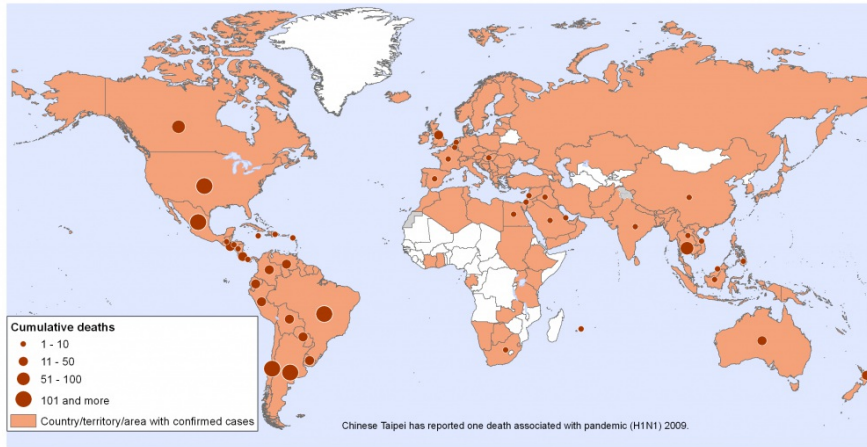 Cumulative deaths
1 - 10
11 - 50
51 - 100
101 and more
Country/territory/area with confirmed cases
Chinese Taipei has reported one death associated with pandemic (H1N1) 2009.